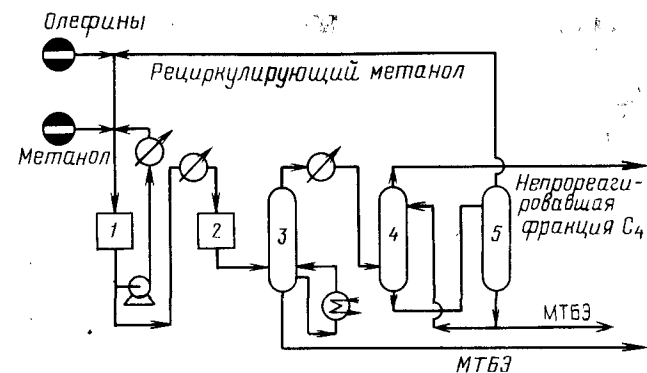 Олефины
Рециркулирующий метанол
Метанол
Непрореаги-
ровавшая
фракция С₄
1
2
3
4
5
МТБЭ
МТБЭ